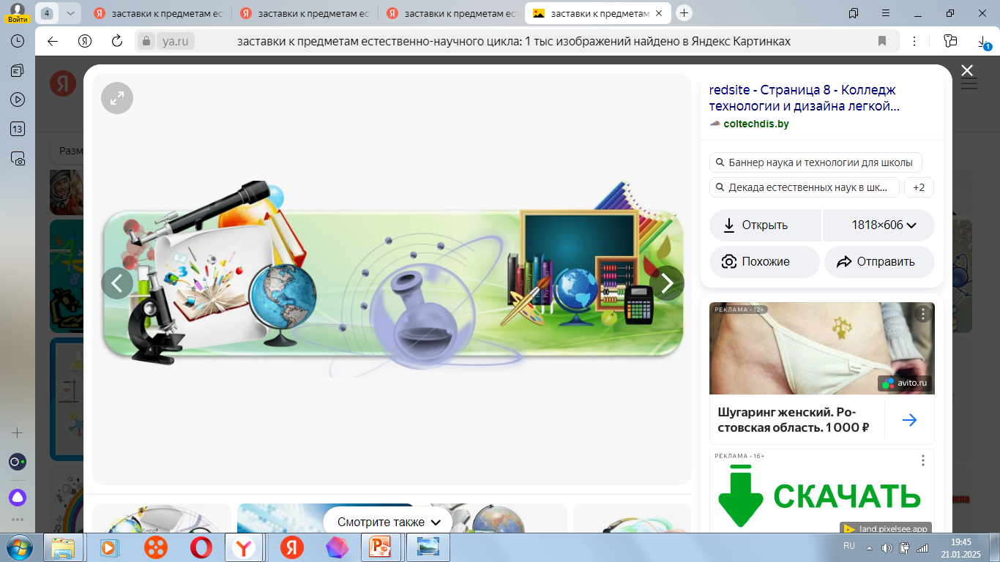 Войти
4
заставки к предметам ес
заставки к предметам ес
заставки к предметам ес
заставки к предметам
ya.ru
заставки к предметам естественно-научного цикла: 1 тыс изображений найдено в Яндекс Картинках
1
13
Разм
redsite - Страница 8 - Колледж
технологии и дизайна легкой...
coltechdis.by
Баннер наука и технологии для школы
Декада естественных наук в шк...
+2
Открыть
1818×606
Похожие
Отправить
РЕКЛАМА • 12+
avito.ru
Шугаринг женский. Ро-
стовская область. 1 000 ₽
РЕКЛАМА • 16+
СКАЧАТЬ
land.pixelsee.app
Смотрите также
RU
19:45
21.01.2025